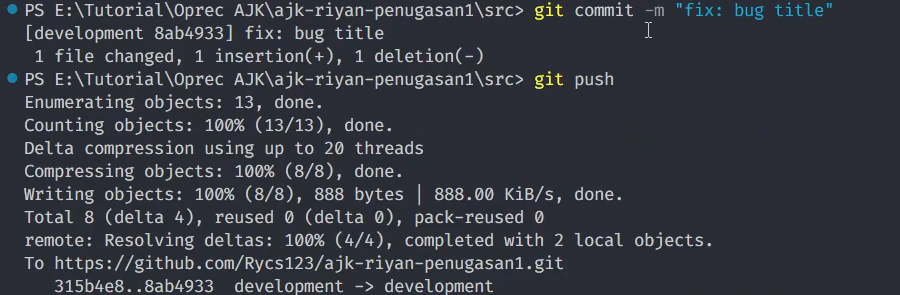 PS E:\Tutorial\Oprec AJK\ajk-riyan-penugasan1\src> git commit -m "fix: bug title"
[development 8ab4933] fix: bug title
 1 file changed, 1 insertion(+), 1 deletion(-)
PS E:\Tutorial\Oprec AJK\ajk-riyan-penugasan1\src> git push
Enumerating objects: 13, done.
Counting objects: 100% (13/13), done.
Delta compression using up to 20 threads
Compressing objects: 100% (8/8), done.
Writing objects: 100% (8/8), 888 bytes | 888.00 KiB/s, done.
Total 8 (delta 4), reused 0 (delta 0), pack-reused 0
remote: Resolving deltas: 100% (4/4), completed with 2 local objects.
To https://github.com/Rycs123/ajk-riyan-penugasan1.git
   315b4e8..8ab4933  development -> development